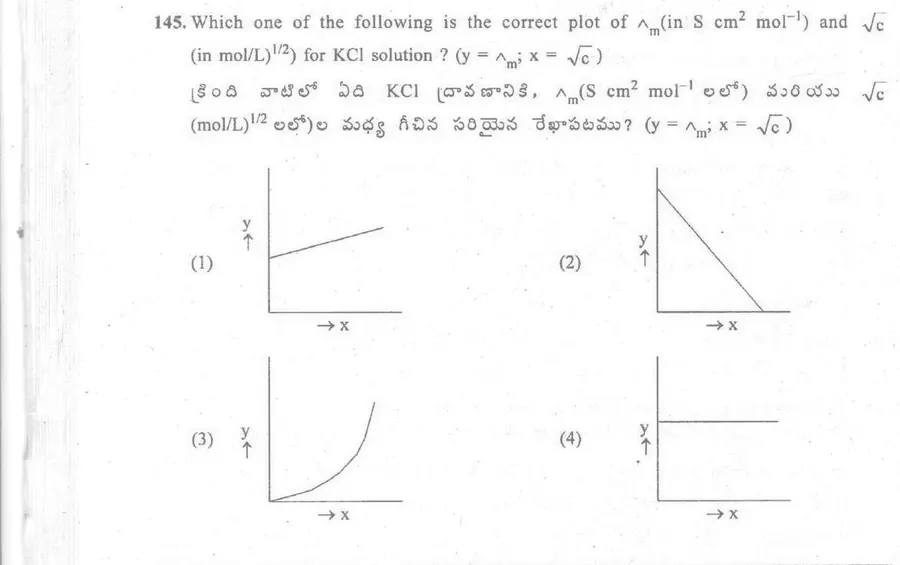 145. Which one of the following is the correct plot of ∧m(in S cm² mol⁻¹) and √c
(in mol/L)^1/2) for KCl solution ? (y = ∧m; x = √c )
క్రింది వాటిలో ఏది KCl ద్రావణానికి, ∧m(S cm² mol⁻¹ లలో) మరియు √c
(mol/L)^1/2 లలో)ల మధ్య గీచిన సరియైన రేఖాపటము? (y = ∧m; x = √c )
(1)
y
↑
→ x
(2)
y
↑
→ x
(3)
y
↑
→ x
(4)
y
↑
→ x